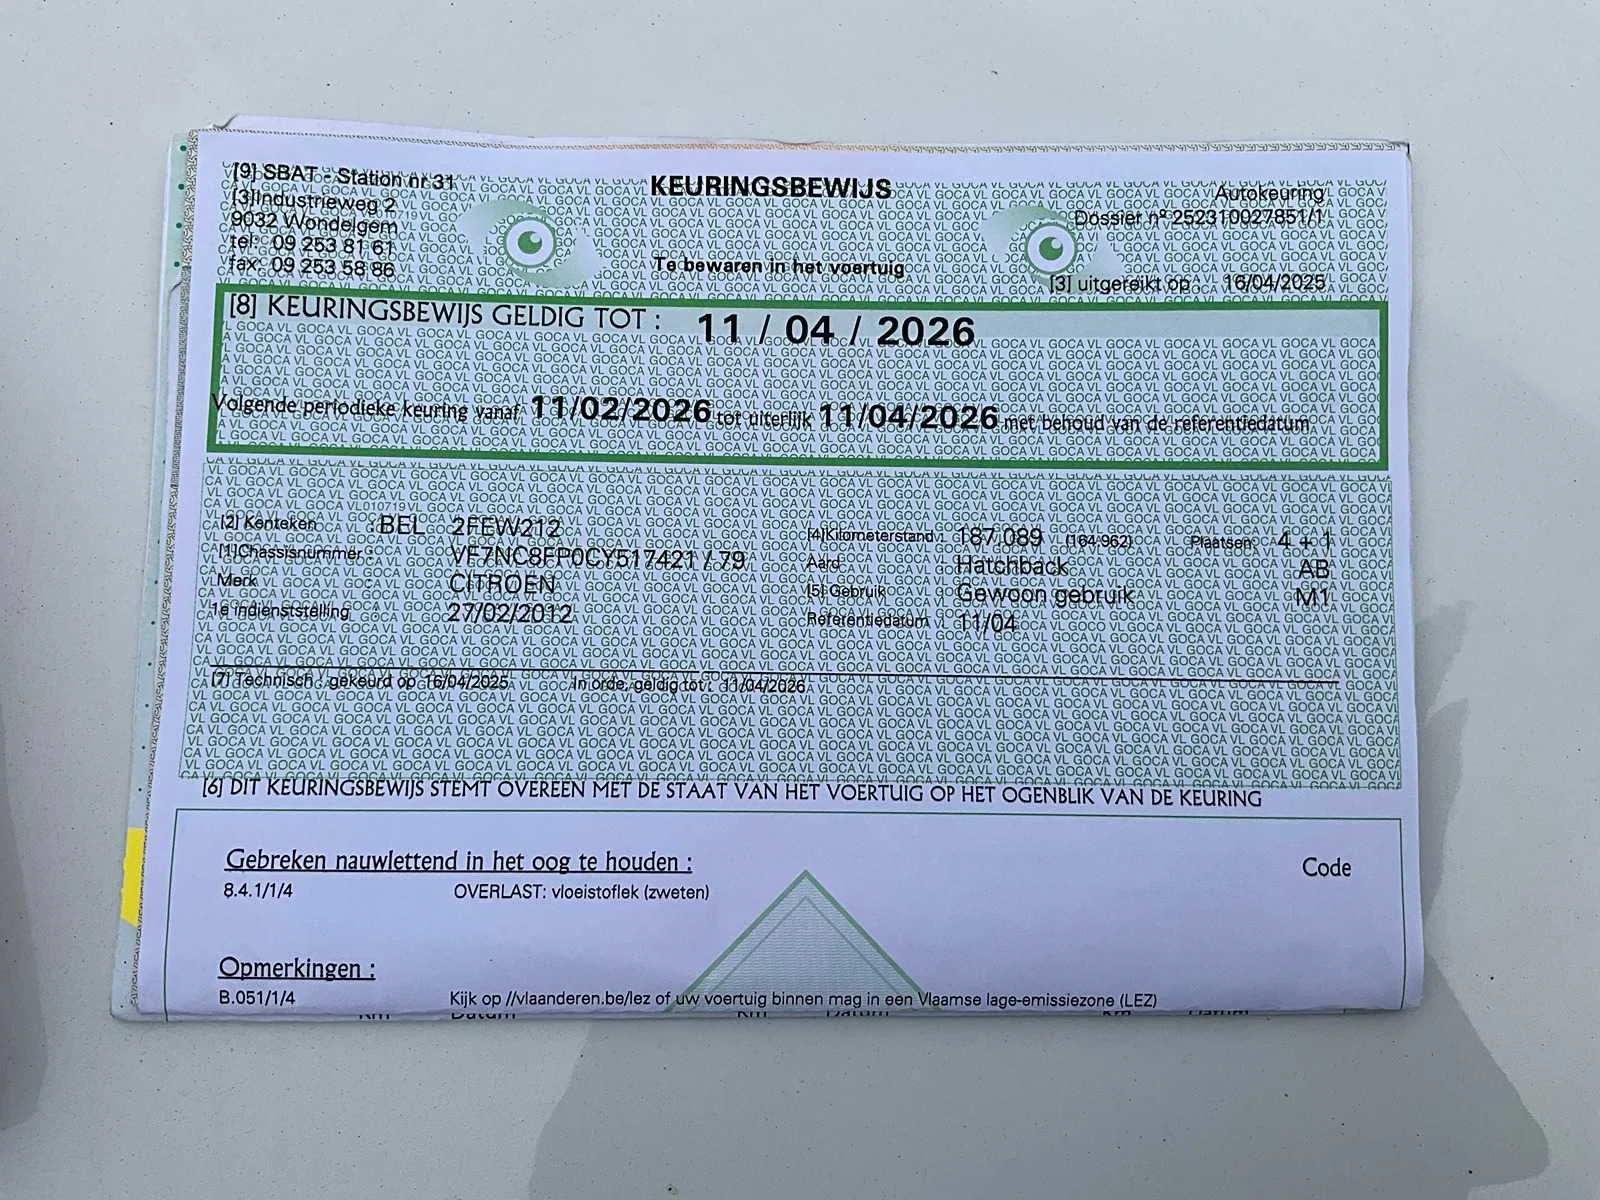 [9] SBAT - Station nr 31
[3]Industrieweg 2
9032 Wondelgem
tel: 09 253 81 61
fax: 09 253 58 86
KEURINGSBEWIJS
Te bewaren in het voertuig
Autokeuring
Dossier nº 252310027851/1
[3] uitgereikt op : 16/04/2025
[8] KEURINGSBEWIJS GELDIG TOT : 11 / 04 / 2026
Volgende periodieke keuring vanaf 11/02/2026 tot uiterlijk 11/04/2026 met behoud van de referentiedatum
[2] Kenteken : BEL 2FEW212
[1]Chassisnummer : VF7NC8FP0CY517421 / 79
Merk : CITROEN
1e indienststelling : 27/02/2012
[4]Kilometerstand : 187.089 (164.962) Plaatsen: 4 + 1
Aard : Hatchback AB
[5] Gebruik : Gewoon gebruik M1
Referentiedatum : 11/04
[7] Technisch : gekeurd op 16/04/2025 In orde, geldig tot : 11/04/2026
[6] DIT KEURINGSBEWIJS STEMT OVEREEN MET DE STAAT VAN HET VOERTUIG OP HET OGENBLIK VAN DE KEURING
Gebreken nauwlettend in het oog te houden : Code
8.4.1/1/4 OVERLAST: vloeistoflek (zweten)
Opmerkingen :
B.051/1/4 Kijk op //vlaanderen.be/lez of uw voertuig binnen mag in een Vlaamse lage-emissiezone (LEZ)
Km Datum Km Datum Km Datum